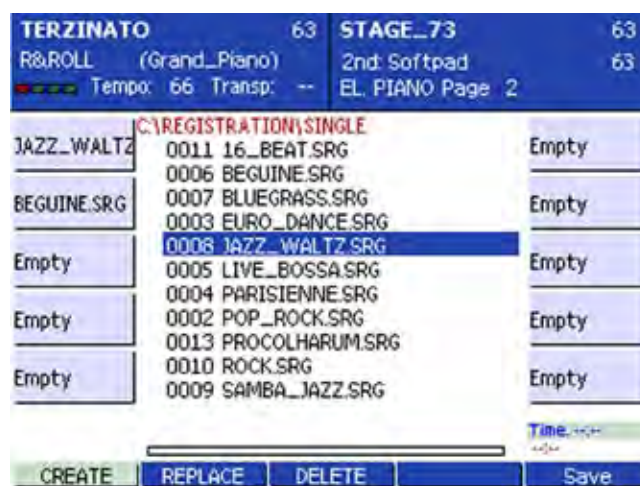 TERZINATO 63 STAGE_73 63
R&ROLL (Grand_Piano) 2nd: Softpad 63
Tempo: 66 Transp: -- EL. PIANO Page 2
C:\REGISTRATION\SINGLE
JAZZ_WALTZ
BEGUINE.SRG
Empty
Empty
Empty
0011 16_BEAT.SRG
0006 BEGUINE.SRG
0007 BLUEGRASS.SRG
0003 EURO_DANCE.SRG
0008 JAZZ_WALTZ.SRG
0005 LIVE_BOSSA.SRG
0004 PARISIENNE.SRG
0002 POP_ROCK.SRG
0013 PROCOLHARUM.SRG
0010 ROCK.SRG
0009 SAMBA_JAZZ.SRG
Empty
Empty
Empty
Empty
Empty
Time. --:--
--:--
CREATE REPLACE DELETE Save